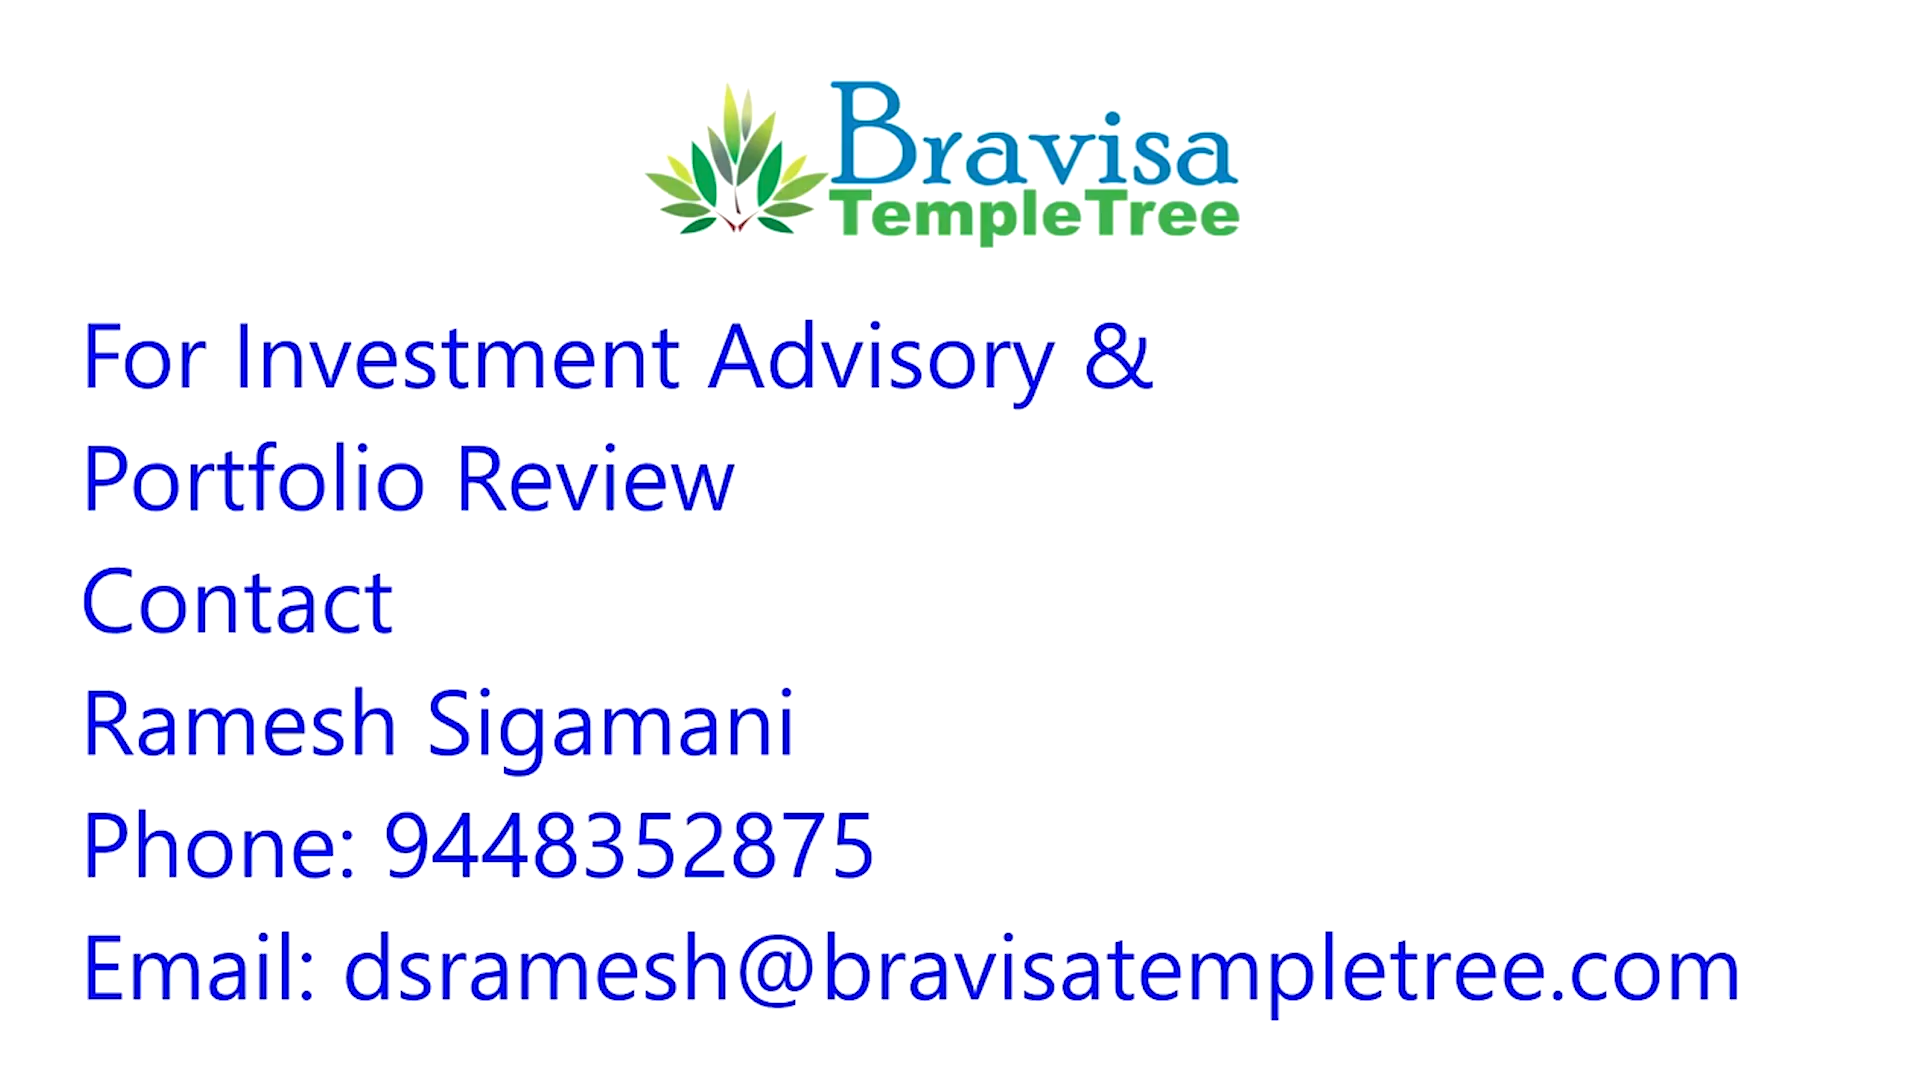 Bravisa
TempleTree
For Investment Advisory &
Portfolio Review
Contact
Ramesh Sigamani
Phone: 9448352875
Email: dsramesh@bravisatempletree.com